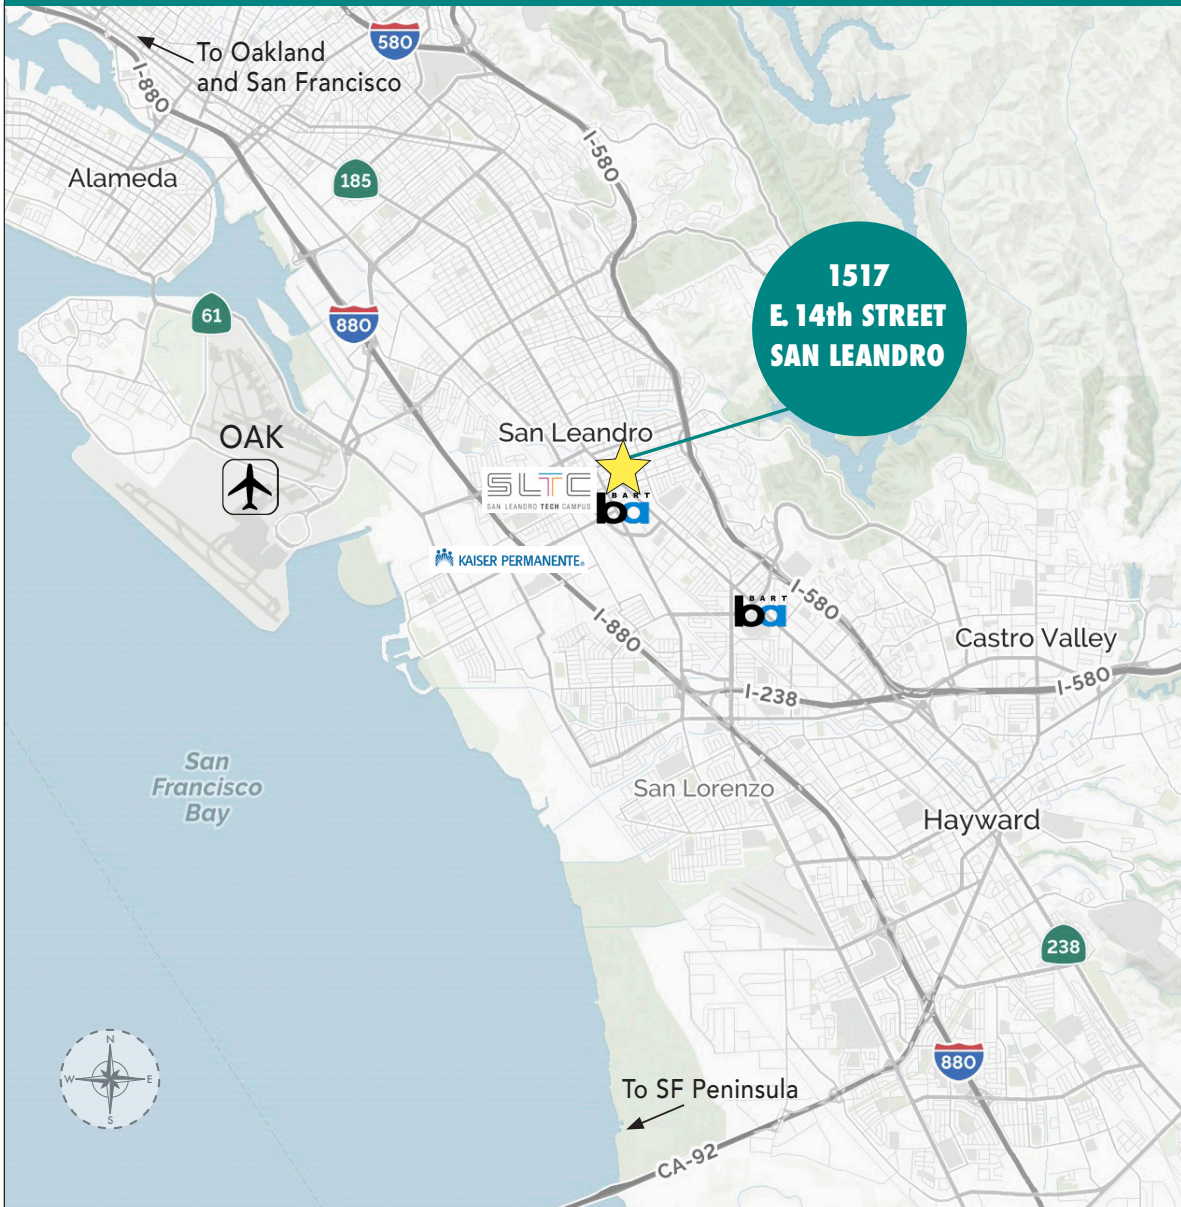 580
To Oakland
and San Francisco
I-880
I-580
Alameda
185
1517
E. 14th STREET
SAN LEANDRO
61
880
San Leandro
OAK
SLTC
SAN LEANDRO TECH CAMPUS
BART
ba
KAISER PERMANENTE®
BART
ba
I-580
I-880
Castro Valley
I-580
I-238
San
Francisco
Bay
San Lorenzo
Hayward
238
N
W E
S
880
To SF Peninsula
CA-92